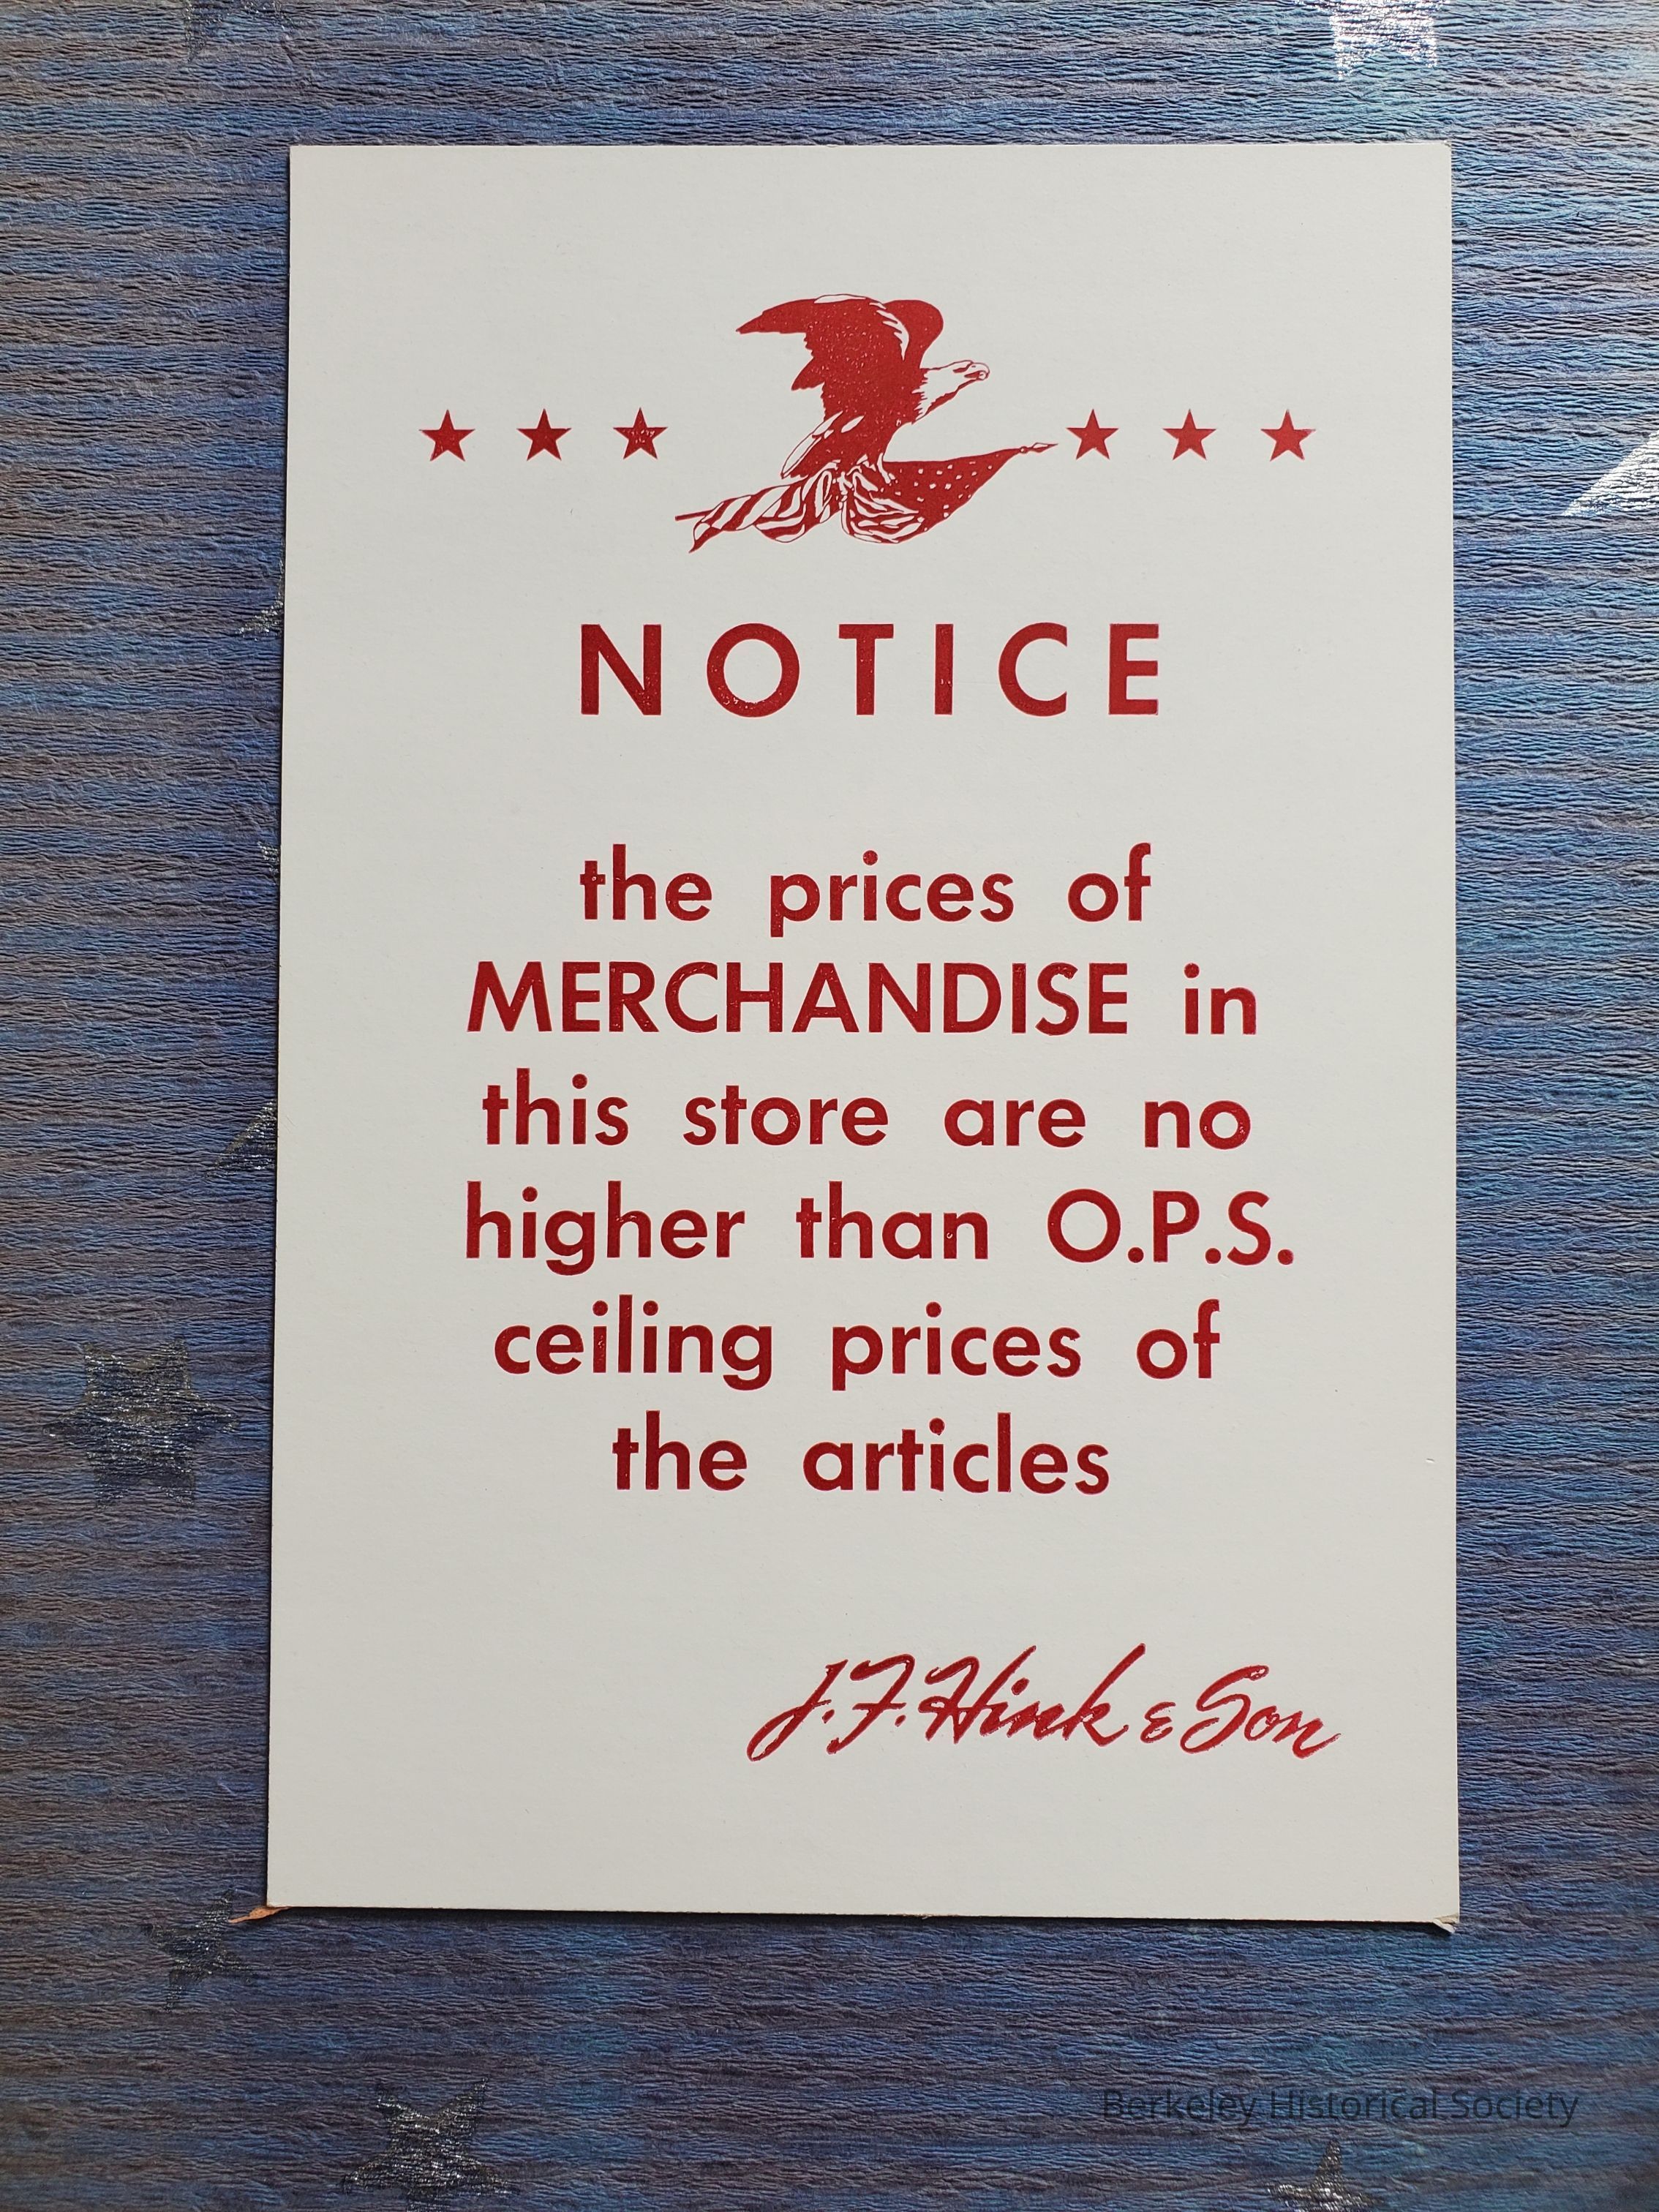 NOTICE
the prices of
MERCHANDISE in
this store are no
higher than O.P.S.
ceiling prices of
the articles
J.F. Hink & Son
Berkeley Historical Society